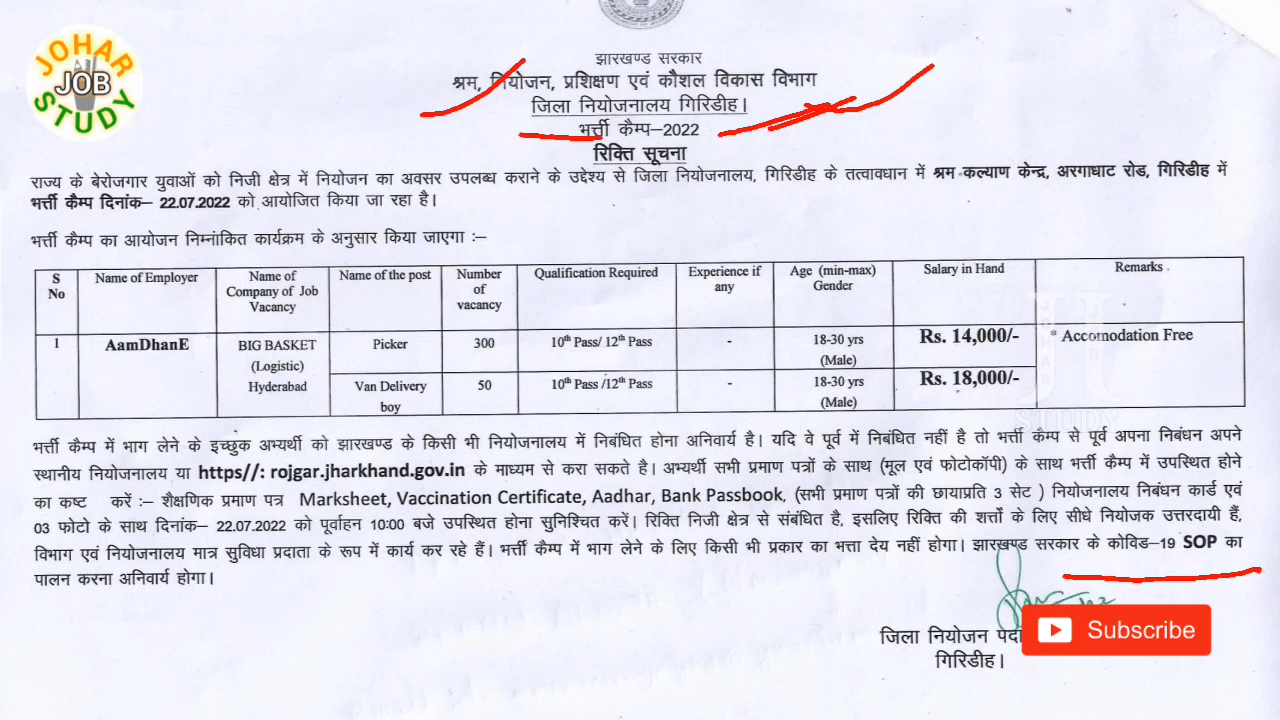 JOHAR
JOB
STUDY
झारखण्ड सरकार
श्रम, नियोजन, प्रशिक्षण एवं कौशल विकास विभाग
जिला नियोजनालय गिरिडीह।
भर्त्ती कैम्प–2022
रिक्ति सूचना
राज्य के बेरोजगार युवाओं को निजी क्षेत्र में नियोजन का अवसर उपलब्ध कराने के उद्देश्य से जिला नियोजनालय, गिरिडीह के तत्वावधान में श्रम कल्याण केन्द्र, अरगाघाट रोड, गिरिडीह में
भर्त्ती कैम्प दिनांक– 22.07.2022 को आयोजित किया जा रहा है।
भर्त्ती कैम्प का आयोजन निम्नांकित कार्यक्रम के अनुसार किया जाएगा :–
S No Name of Employer Name of Company of Job Vacancy Name of the post Number of vacancy Qualification Required Experience if any Age (min-max) Gender Salary in Hand Remarks
1 AamDhanE BIG BASKET (Logistic) Hyderabad Picker 300 10th Pass/ 12th Pass - 18-30 yrs (Male) Rs. 14,000/- * Accomodation Free
Van Delivery boy 50 10th Pass /12th Pass - 18-30 yrs (Male) Rs. 18,000/-
भर्त्ती कैम्प में भाग लेने के इच्छुक अभ्यर्थी को झारखण्ड के किसी भी नियोजनालय में निबंधित होना अनिवार्य है। यदि वे पूर्व में निबंधित नहीं है तो भर्त्ती कैम्प से पूर्व अपना निबंधन अपने
स्थानीय नियोजनालय या https//: rojgar.jharkhand.gov.in के माध्यम से करा सकते है। अभ्यर्थी सभी प्रमाण पत्रों के साथ (मूल एवं फोटोकॉपी) के साथ भर्त्ती कैम्प में उपस्थित होने
का कष्ट करें :– शैक्षणिक प्रमाण पत्र Marksheet, Vaccination Certificate, Aadhar, Bank Passbook, (सभी प्रमाण पत्रों की छायाप्रति 3 सेट ) नियोजनालय निबंधन कार्ड एवं
03 फोटो के साथ दिनांक– 22.07.2022 को पूर्वाहन 10:00 बजे उपस्थित होना सुनिश्चित करें। रिक्ति निजी क्षेत्र से संबंधित है, इसलिए रिक्ति की शर्त्तो के लिए सीधे नियोजक उत्तरदायी हैं,
विभाग एवं नियोजनालय मात्र सुविधा प्रदाता के रूप में कार्य कर रहे हैं। भर्त्ती कैम्प में भाग लेने के लिए किसी भी प्रकार का भत्ता देय नहीं होगा। झारखण्ड सरकार के कोविड–19 SOP का
पालन करना अनिवार्य होगा।
जिला नियोजन
गिरिडीह।
Subscribe